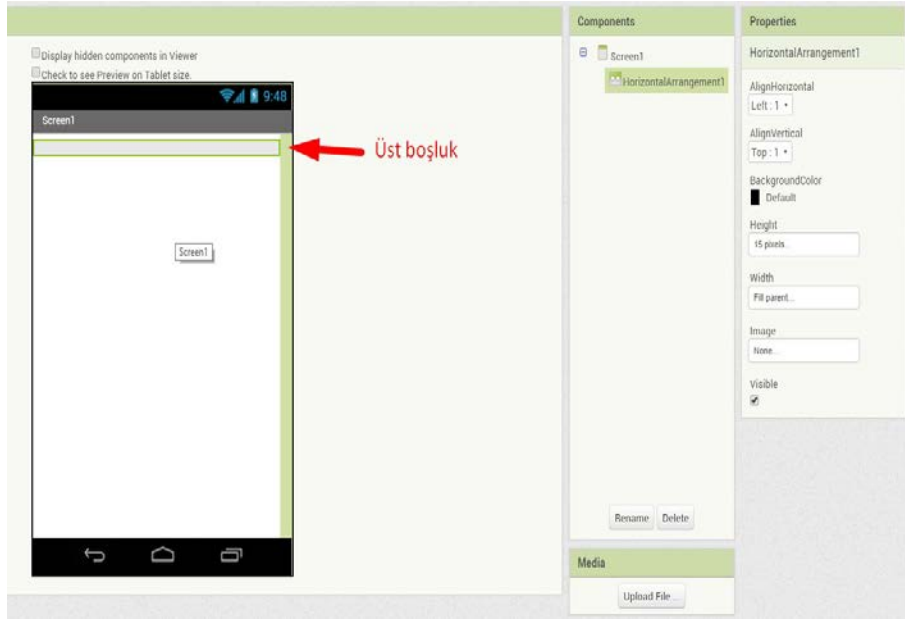 Display hidden components in Viewer
Check to see Preview on Tablet size.
9:48
Screen1
Üst boşluk
Screen1
Components
Screen1
HorizontalArrangement1
Rename Delete
Media
Upload File ...
Properties
HorizontalArrangement1
AlignHorizontal
Left : 1
AlignVertical
Top : 1
BackgroundColor
Default
Height
15 pixels...
Width
Fill parent...
Image
None...
Visible